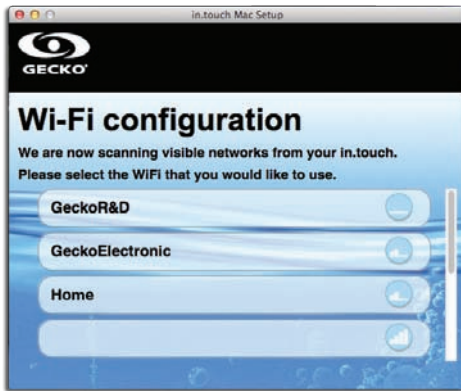 in.touch Mac Setup
GECKO
Wi-Fi configuration
We are now scanning visible networks from your in.touch.
Please select the WiFi that you would like to use.
GeckoR&D
GeckoElectronic
Home